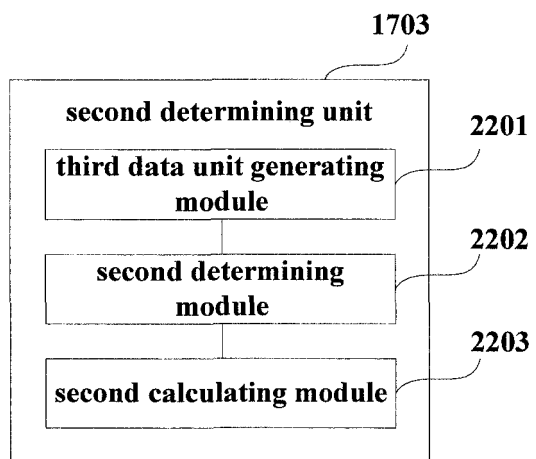 1703
second determining unit
2201
third data unit generating
module
2202
second determining
module
2203
second calculating module